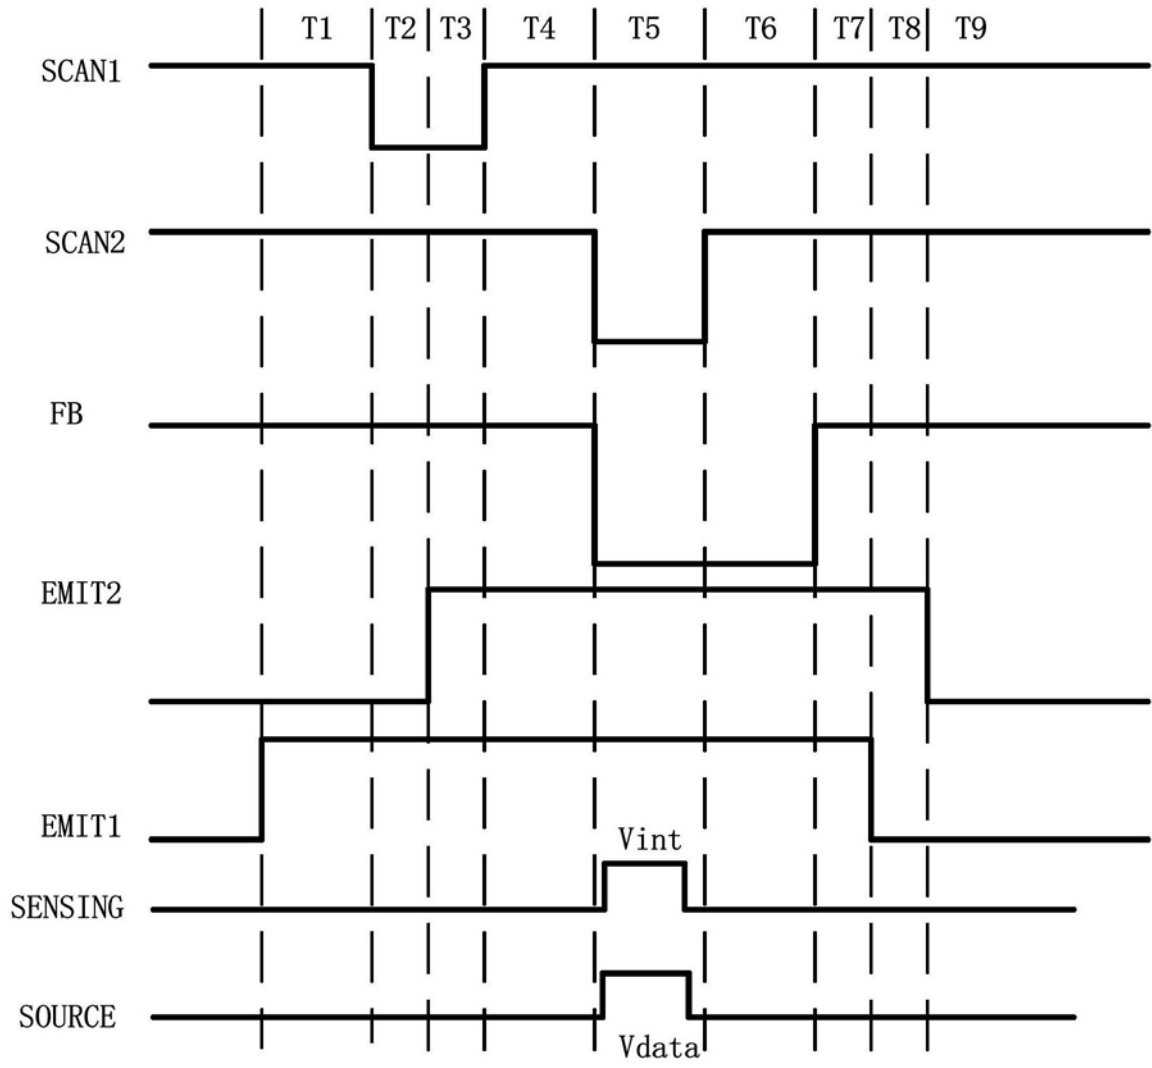 T1 T2 T3 T4 T5 T6 T7 T8 T9
SCAN1
SCAN2
FB
EMIT2
EMIT1
Vint
SENSING
SOURCE
Vdata